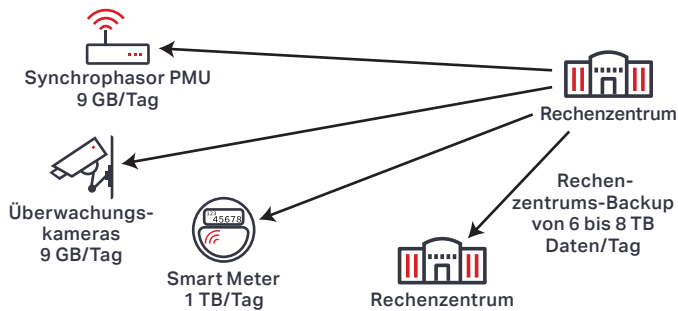 Synchrophasor PMU
9 GB/Tag
Rechenzentrum
Überwachungs-
kameras
9 GB/Tag
123
45678
Smart Meter
1 TB/Tag
Rechen-
zentrums-Backup
von 6 bis 8 TB
Daten/Tag
Rechenzentrum